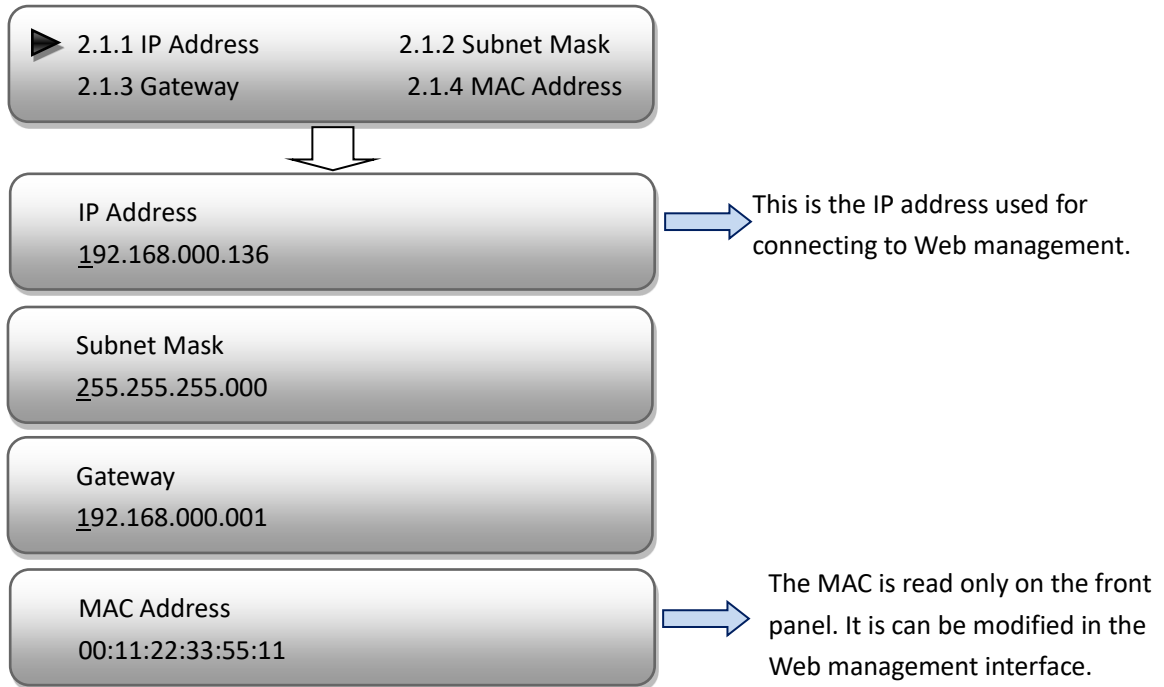 2.1.1 IP Address 2.1.2 Subnet Mask
2.1.3 Gateway 2.1.4 MAC Address
IP Address
192.168.000.136
This is the IP address used for
connecting to Web management.
Subnet Mask
255.255.255.000
Gateway
192.168.000.001
MAC Address
00:11:22:33:55:11
The MAC is read only on the front
panel. It is can be modified in the
Web management interface.